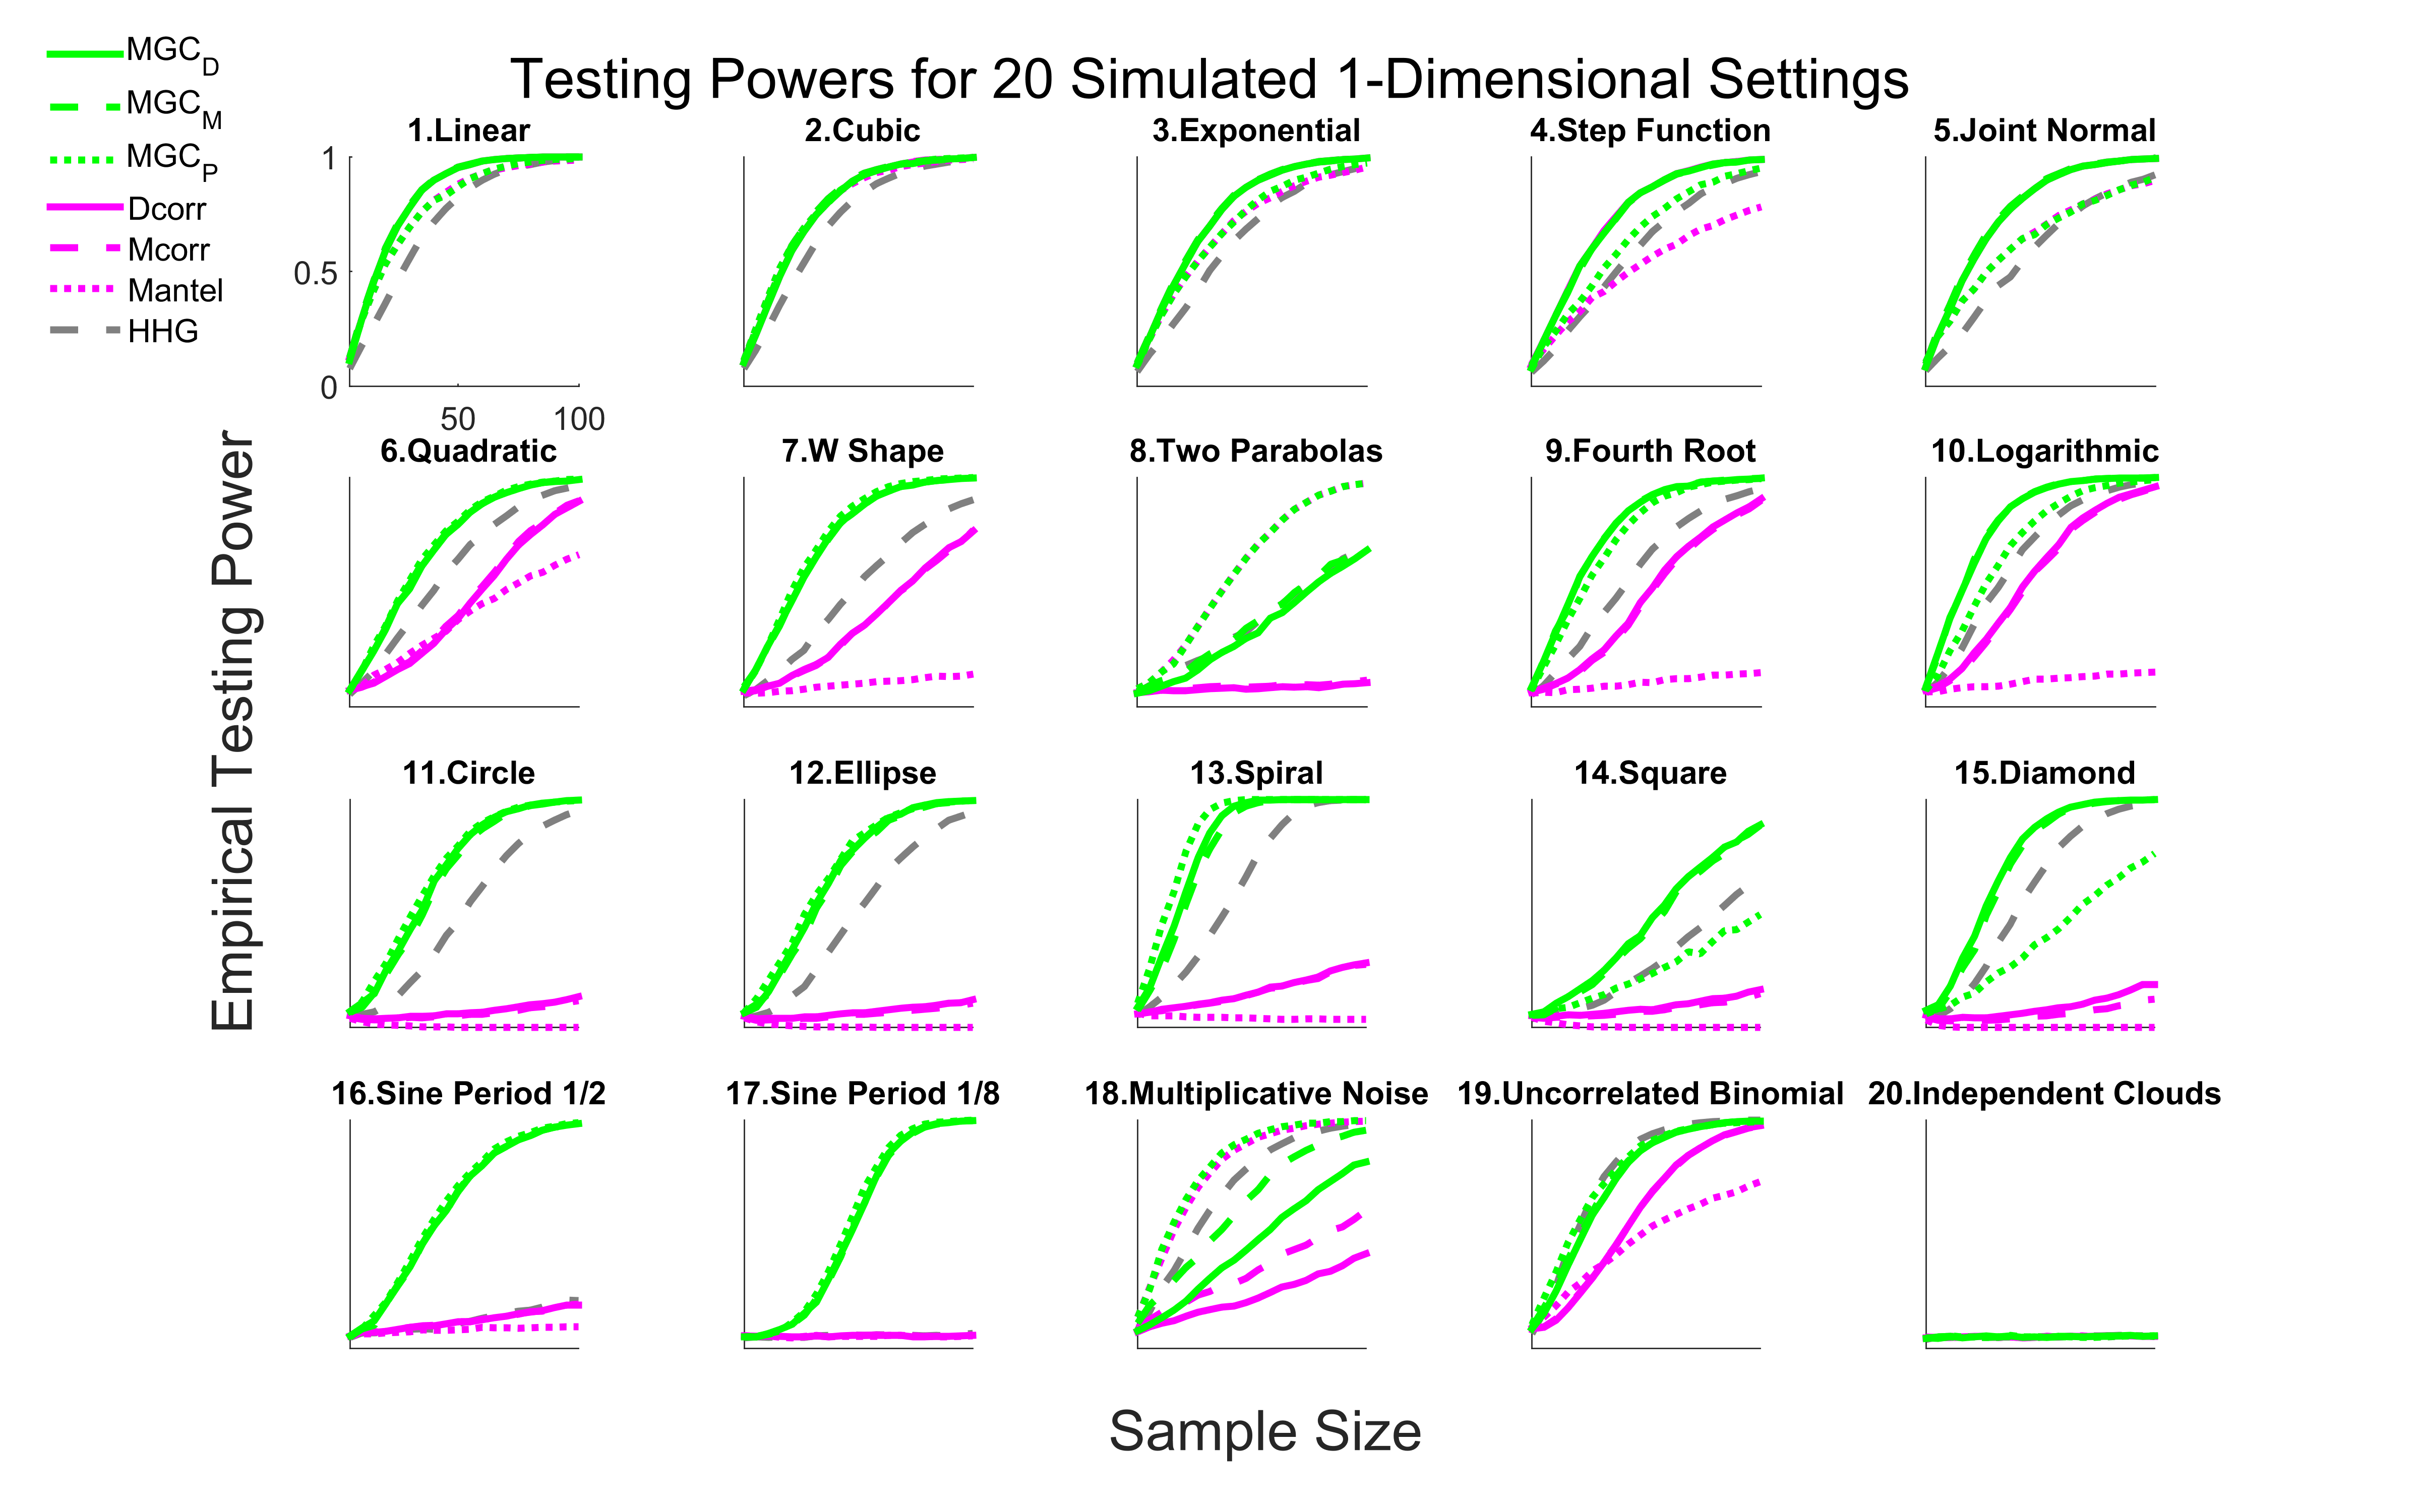 MGC_D
MGC_M
MGC_P
Dcorr
Mcorr
Mantel
HHG
Testing Powers for 20 Simulated 1-Dimensional Settings
1.Linear
2.Cubic
3.Exponential
4.Step Function
5.Joint Normal
1
0.5
0
50
100
6.Quadratic
7.W Shape
8.Two Parabolas
9.Fourth Root
10.Logarithmic
11.Circle
12.Ellipse
13.Spiral
14.Square
15.Diamond
16.Sine Period 1/2
17.Sine Period 1/8
18.Multiplicative Noise
19.Uncorrelated Binomial
20.Independent Clouds
Empirical Testing Power
Sample Size